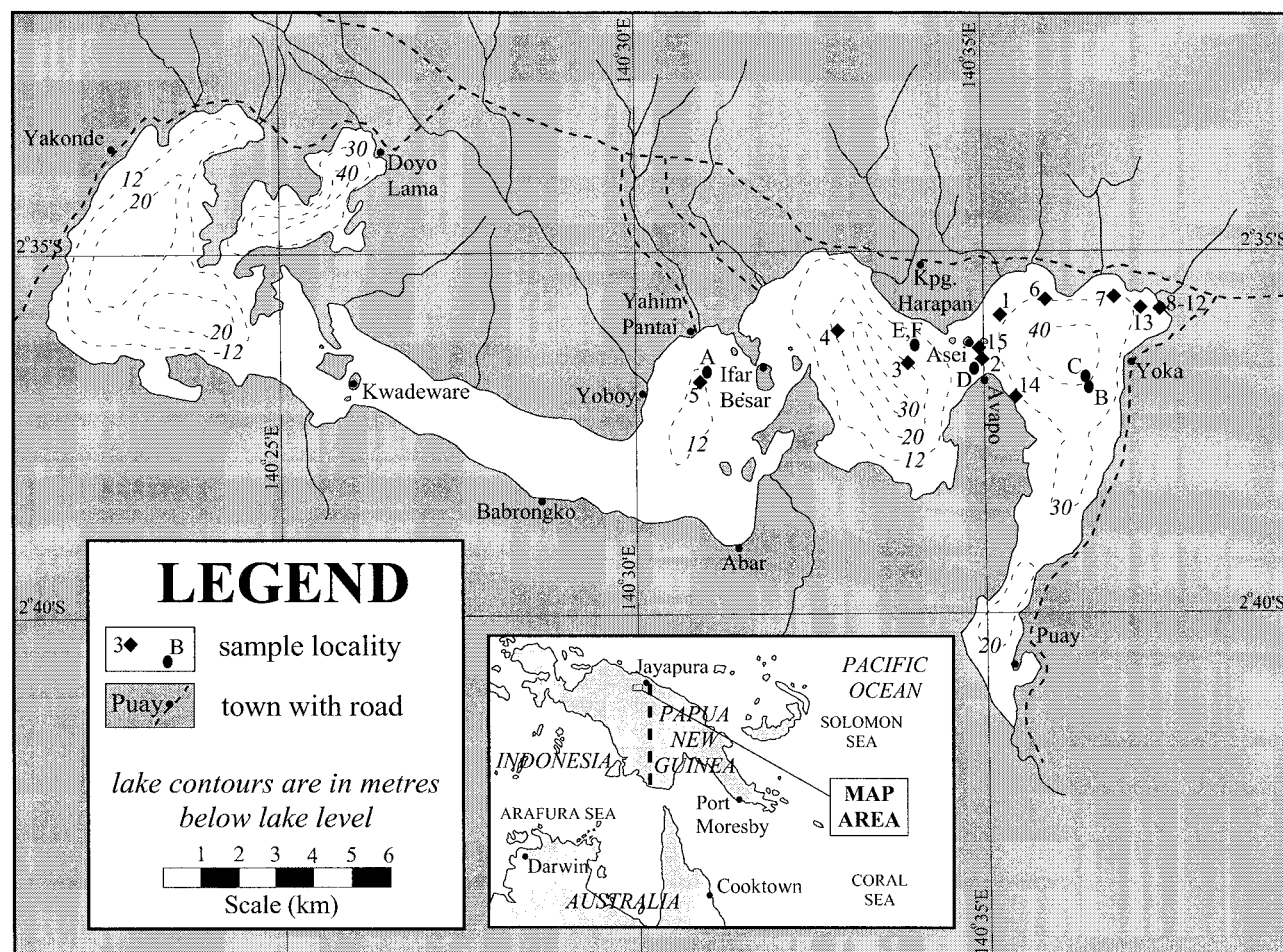 140°30'E
140°35'E
Yakonde
30
12
40
Doyo
Lama
20
2°35'S
2°35'S
Kpg.
Harapan
6
7
8-12
1
13
Yahim
Pantai
4
E,F
40
15
Asei
A
Ifar
Besar
3
2
D
C
Yoka
20
12
Kwadeware
Yoboy
5
14
B
30
Ayapo
20
12
12
140°25'E
30
Babrongko
Abar
140°30'E
2°40'S
2°40'S
20
Puay
140°35'E
LEGEND
3 B sample locality
Puay town with road
lake contours are in metres
below lake level
1 2 3 4 5 6
Scale (km)
Jayapura
PACIFIC
OCEAN
PAPUA
NEW
GUINEA
SOLOMON
SEA
INDONESIA
MAP
AREA
Port
Moresby
ARAFURA SEA
Darwin
Cooktown
AUSTRALIA
CORAL
SEA